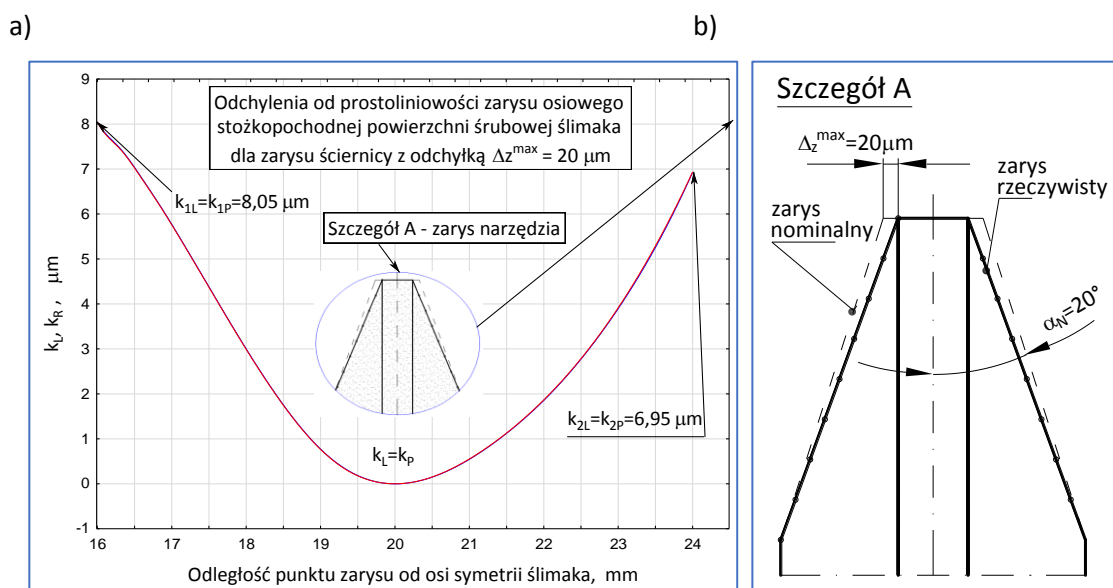 a)
b)
Odchylenia od prostoliniowości zarysu osiowego
stożkopochodnej powierzchni śrubowej ślimaka
dla zarysu ściernicy z odchyłką Δz^max = 20 μm
k1L=k1P=8,05 μm
Szczegół A - zarys narzędzia
k2L=k2P=6,95 μm
kL=kP
kL, kR , μm
9
8
7
6
5
4
3
2
1
0
-1
16
17
18
19
20
21
22
23
24
Odległość punktu zarysu od osi symetrii ślimaka, mm
Szczegół A
Δz^max=20μm
zarys
rzeczywisty
zarys
nominalny
αN=20°